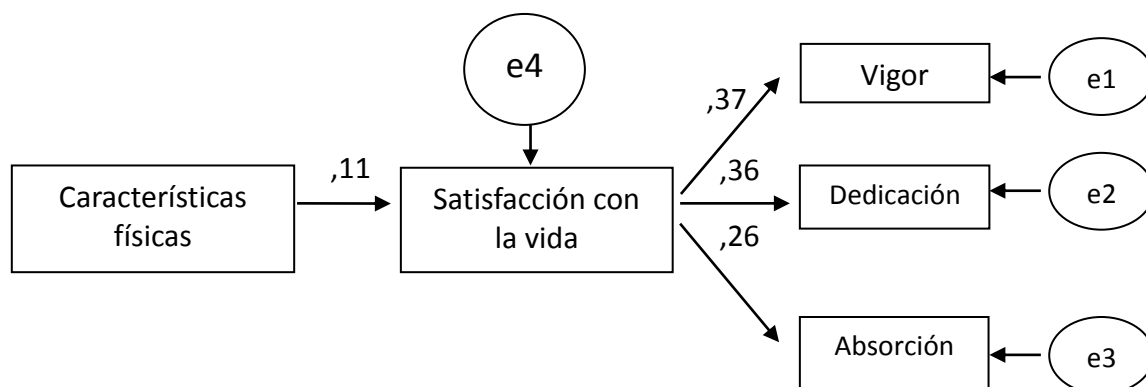 e4
Vigor
e1
,37
,11
,36
Características
físicas
Satisfacción con
la vida
Dedicación
e2
,26
Absorción
e3